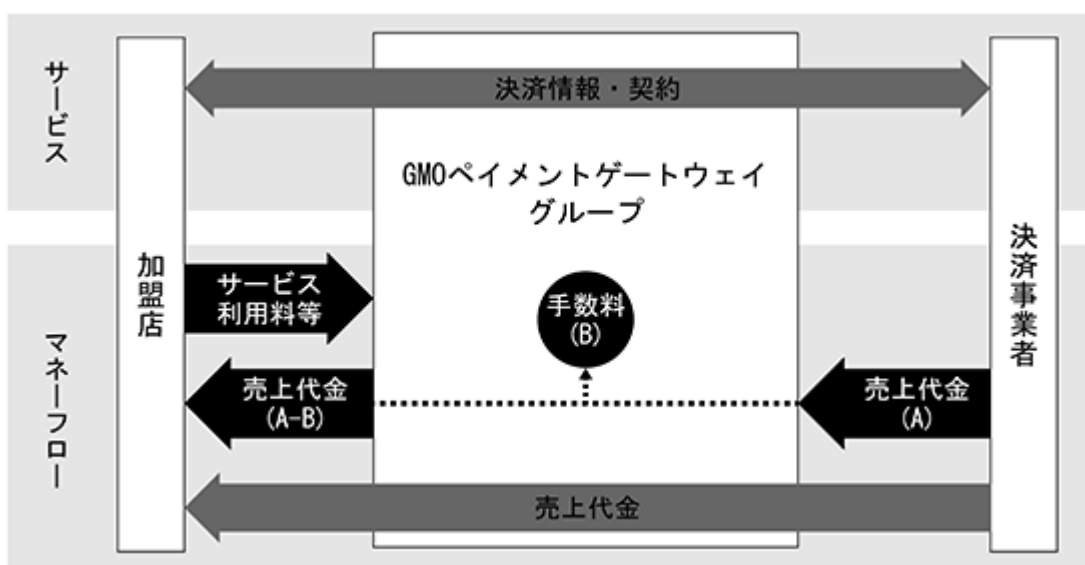 サービス
決済情報・契約
GMOペイメントゲートウェイ
グループ
加盟店
決済事業者
マネーフロー
サービス
利用料等
手数料
(B)
売上代金
(A-B)
売上代金
(A)
売上代金